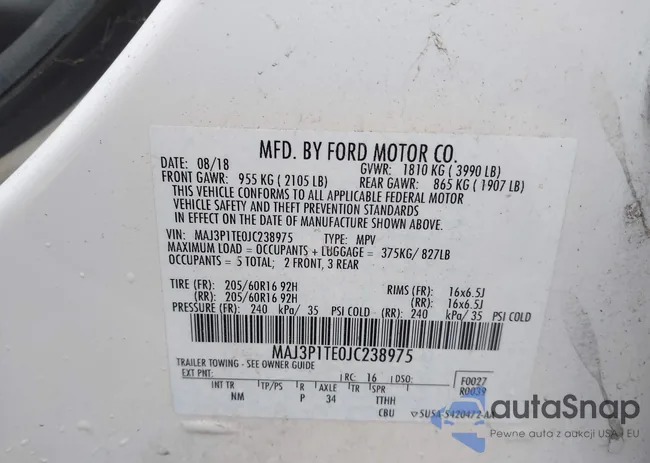 MFD. BY FORD MOTOR CO.
DATE: 08/18 GVWR: 1810 KG ( 3990 LB)
FRONT GAWR: 955 KG ( 2105 LB) REAR GAWR: 865 KG ( 1907 LB)
THIS VEHICLE CONFORMS TO ALL APPLICABLE FEDERAL MOTOR
VEHICLE SAFETY AND THEFT PREVENTION STANDARDS
IN EFFECT ON THE DATE OF MANUFACTURE SHOWN ABOVE.
VIN: MAJ3P1TE0JC238975 TYPE: MPV
MAXIMUM LOAD = OCCUPANTS + LUGGAGE = 375KG/ 827LB
OCCUPANTS = 5 TOTAL; 2 FRONT, 3 REAR
TIRE (FR): 205/60R16 92H RIMS (FR): 16x6.5J
(RR): 205/60R16 92H (RR): 16x6.5J
PRESSURE (FR): 240 kPa/ 35 PSI COLD (RR): 240 kPa/ 35 PSI COLD
MAJ3P1TE0JC238975
TRAILER TOWING - SEE OWNER GUIDE
EXT PNT: RC: 16 DSO: F0027
R0039
INT TR TP/PS R AXLE TR SPR
NM P 34 TTHH
CBU
autoSnap
Pewne auta z aukcji USA i EU